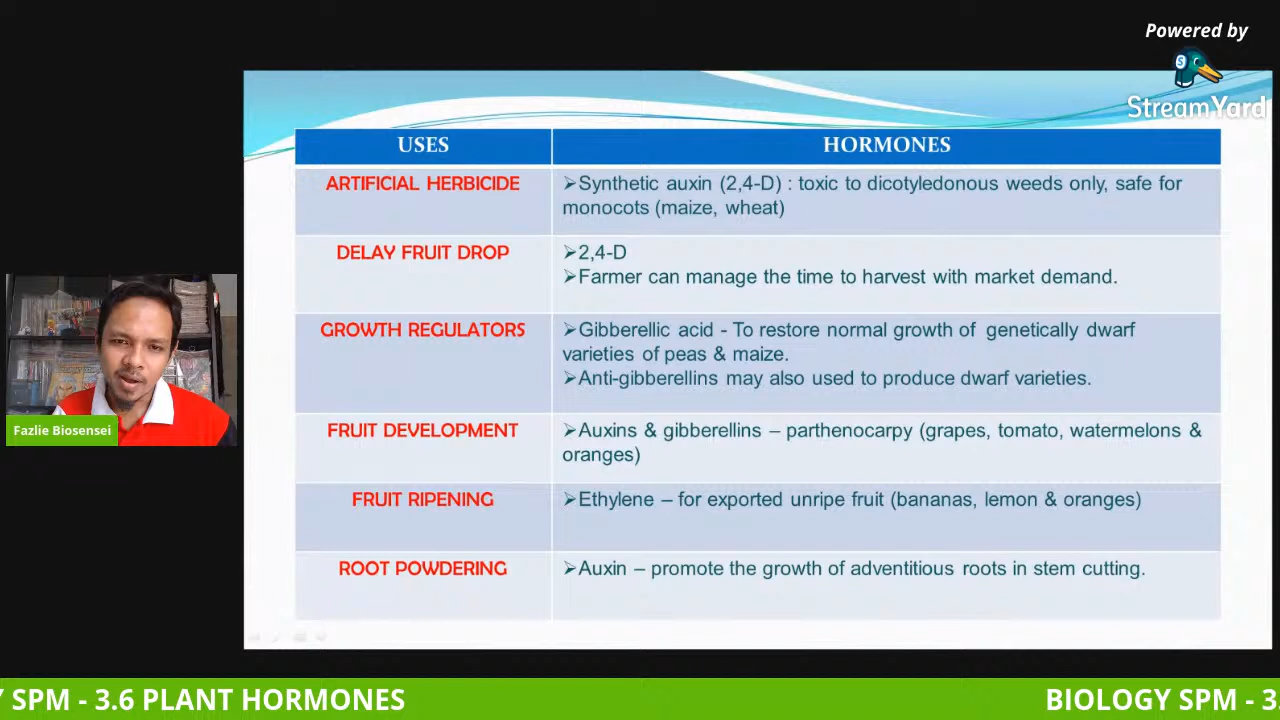 Powered by
StreamYard
USES
HORMONES
ARTIFICIAL HERBICIDE
➢Synthetic auxin (2,4-D) : toxic to dicotyledonous weeds only, safe for
monocots (maize, wheat)
DELAY FRUIT DROP
➢2,4-D
➢Farmer can manage the time to harvest with market demand.
GROWTH REGULATORS
➢Gibberellic acid - To restore normal growth of genetically dwarf
varieties of peas & maize.
➢Anti-gibberellins may also used to produce dwarf varieties.
FRUIT DEVELOPMENT
➢Auxins & gibberellins – parthenocarpy (grapes, tomato, watermelons &
oranges)
FRUIT RIPENING
➢Ethylene – for exported unripe fruit (bananas, lemon & oranges)
ROOT POWDERING
➢Auxin – promote the growth of adventitious roots in stem cutting.
Fazlie Biosensei
Y SPM - 3.6 PLANT HORMONES
BIOLOGY SPM - 3.